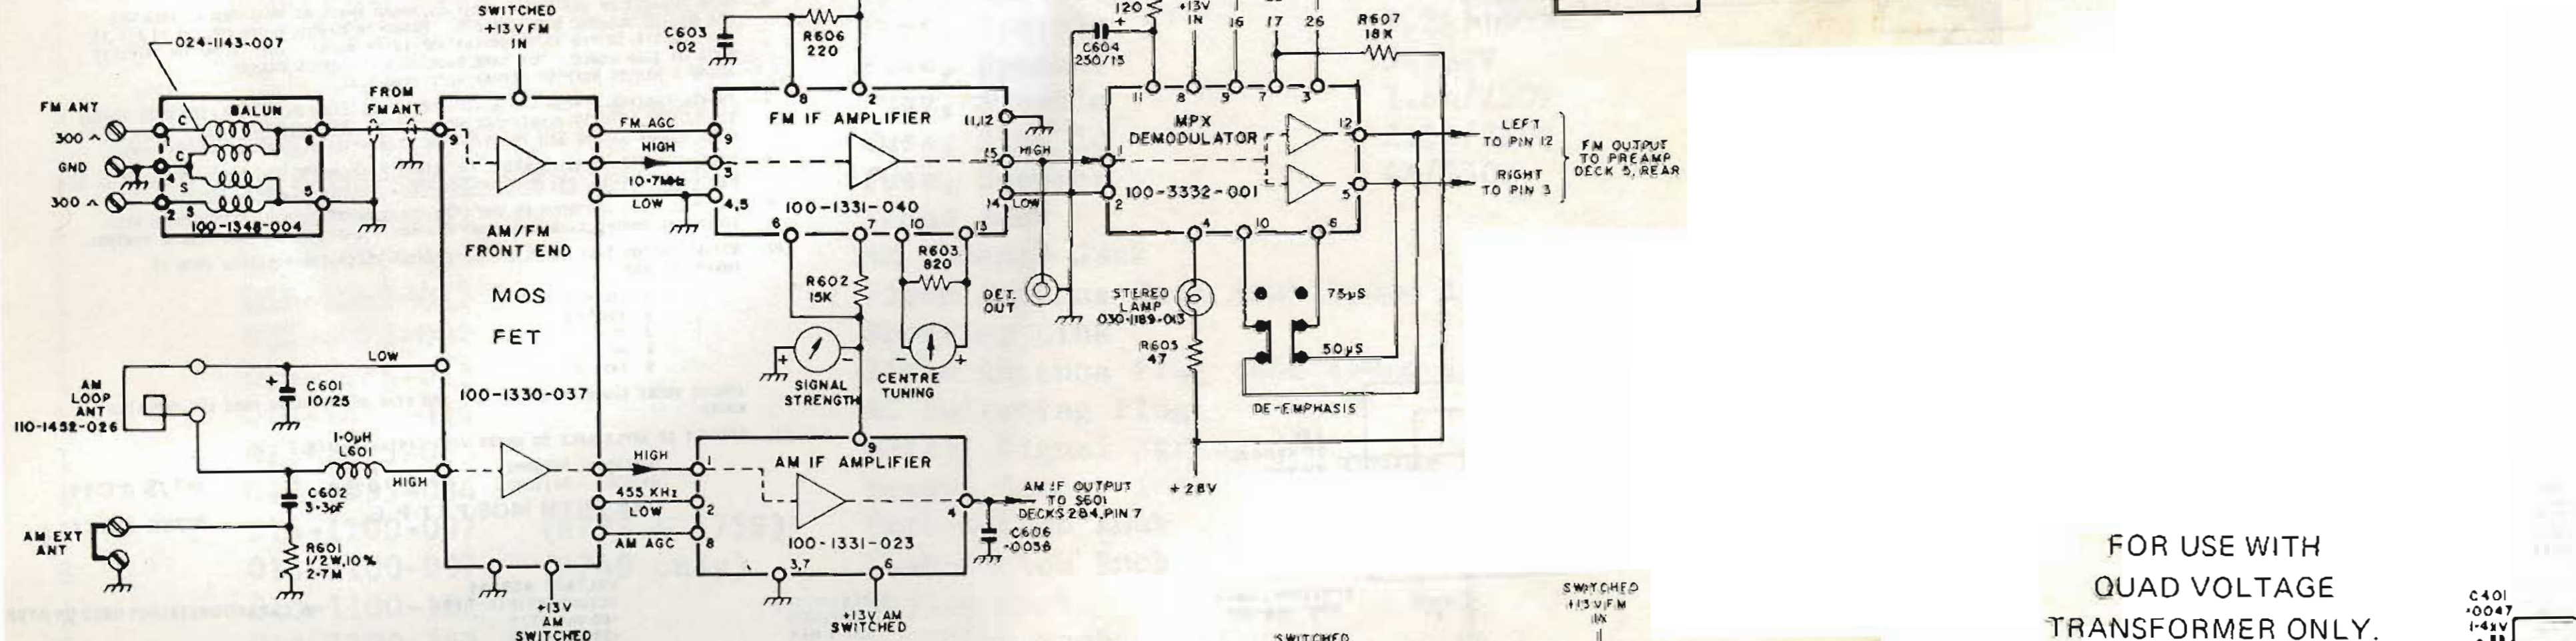 SWITCHED
+13V FM
IN
C603
.02
R606
220
120
+
C604
250/15
+13V
IN
16
17
26
R607
18K
024-1143-007
FM ANT
300
GND
300
BALUN
C
C
S
S
1
4
2
6
5
100-1348-004
FROM
FM ANT
9
AM/FM
FRONT END
MOS
FET
100-1330-037
FM AGC
HIGH
10.7MHz
LOW
8
2
9
3
4,5
FM IF AMPLIFIER
100-1331-040
11,12
15
14
HIGH
LOW
6
7
10
13
R602
15K
R603
820
+
-
SIGNAL
STRENGTH
-
+
CENTRE
TUNING
DET.
OUT
11
8
9
7
3
MPX
DEMODULATOR
1
2
100-3332-001
12
5
4
10
6
LEFT
TO PIN 12
RIGHT
TO PIN 3
FM OUTPUT
TO PREAMP
DECK 5, REAR
STEREO
LAMP
030-1189-013
R605
47
75µS
50µS
DE-EMPHASIS
+28V
AM
LOOP
ANT
110-1452-026
LOW
+
C601
10/25
1.0µH
L601
HIGH
C602
3.3pF
AM EXT
ANT
R601
1/2W,10%
2.7M
+13V
AM
SWITCHED
HIGH
455 KHz
LOW
AM AGC
1
2
8
9
AM IF AMPLIFIER
100-1331-023
4
3,7
6
+13V AM
SWITCHED
AM IF OUTPUT
TO S601
DECKS 2&4, PIN 7
C606
.0056
SWITCHED
+13V FM
IN
SWITCHED
FOR USE WITH
QUAD VOLTAGE
TRANSFORMER ONLY.
C401
.0047
1.4kV